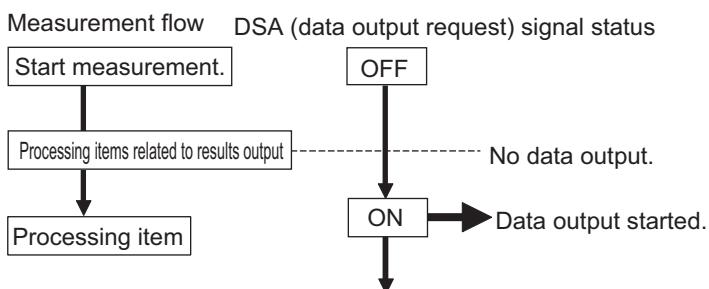 Measurement flow
DSA (data output request) signal status
Start measurement.
OFF
Processing items related to results output
No data output.
Processing item
ON
Data output started.